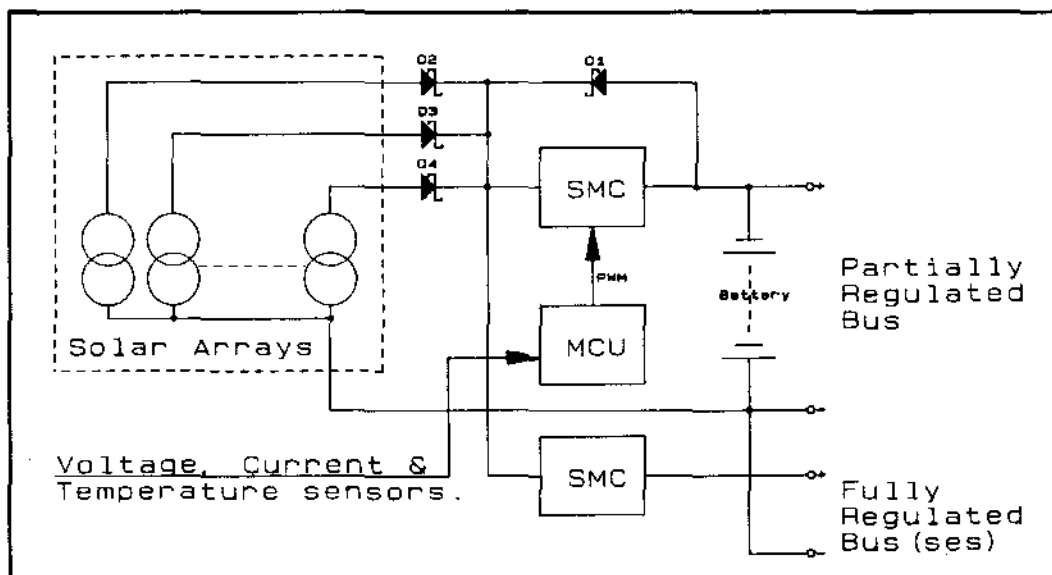 D2
D1
D3
D4
SMC
PWM
Battery
Partially
Regulated
Bus
Solar Arrays
MCU
Voltage, Current &
Temperature sensors.
SMC
Fully
Regulated
Bus(ses)